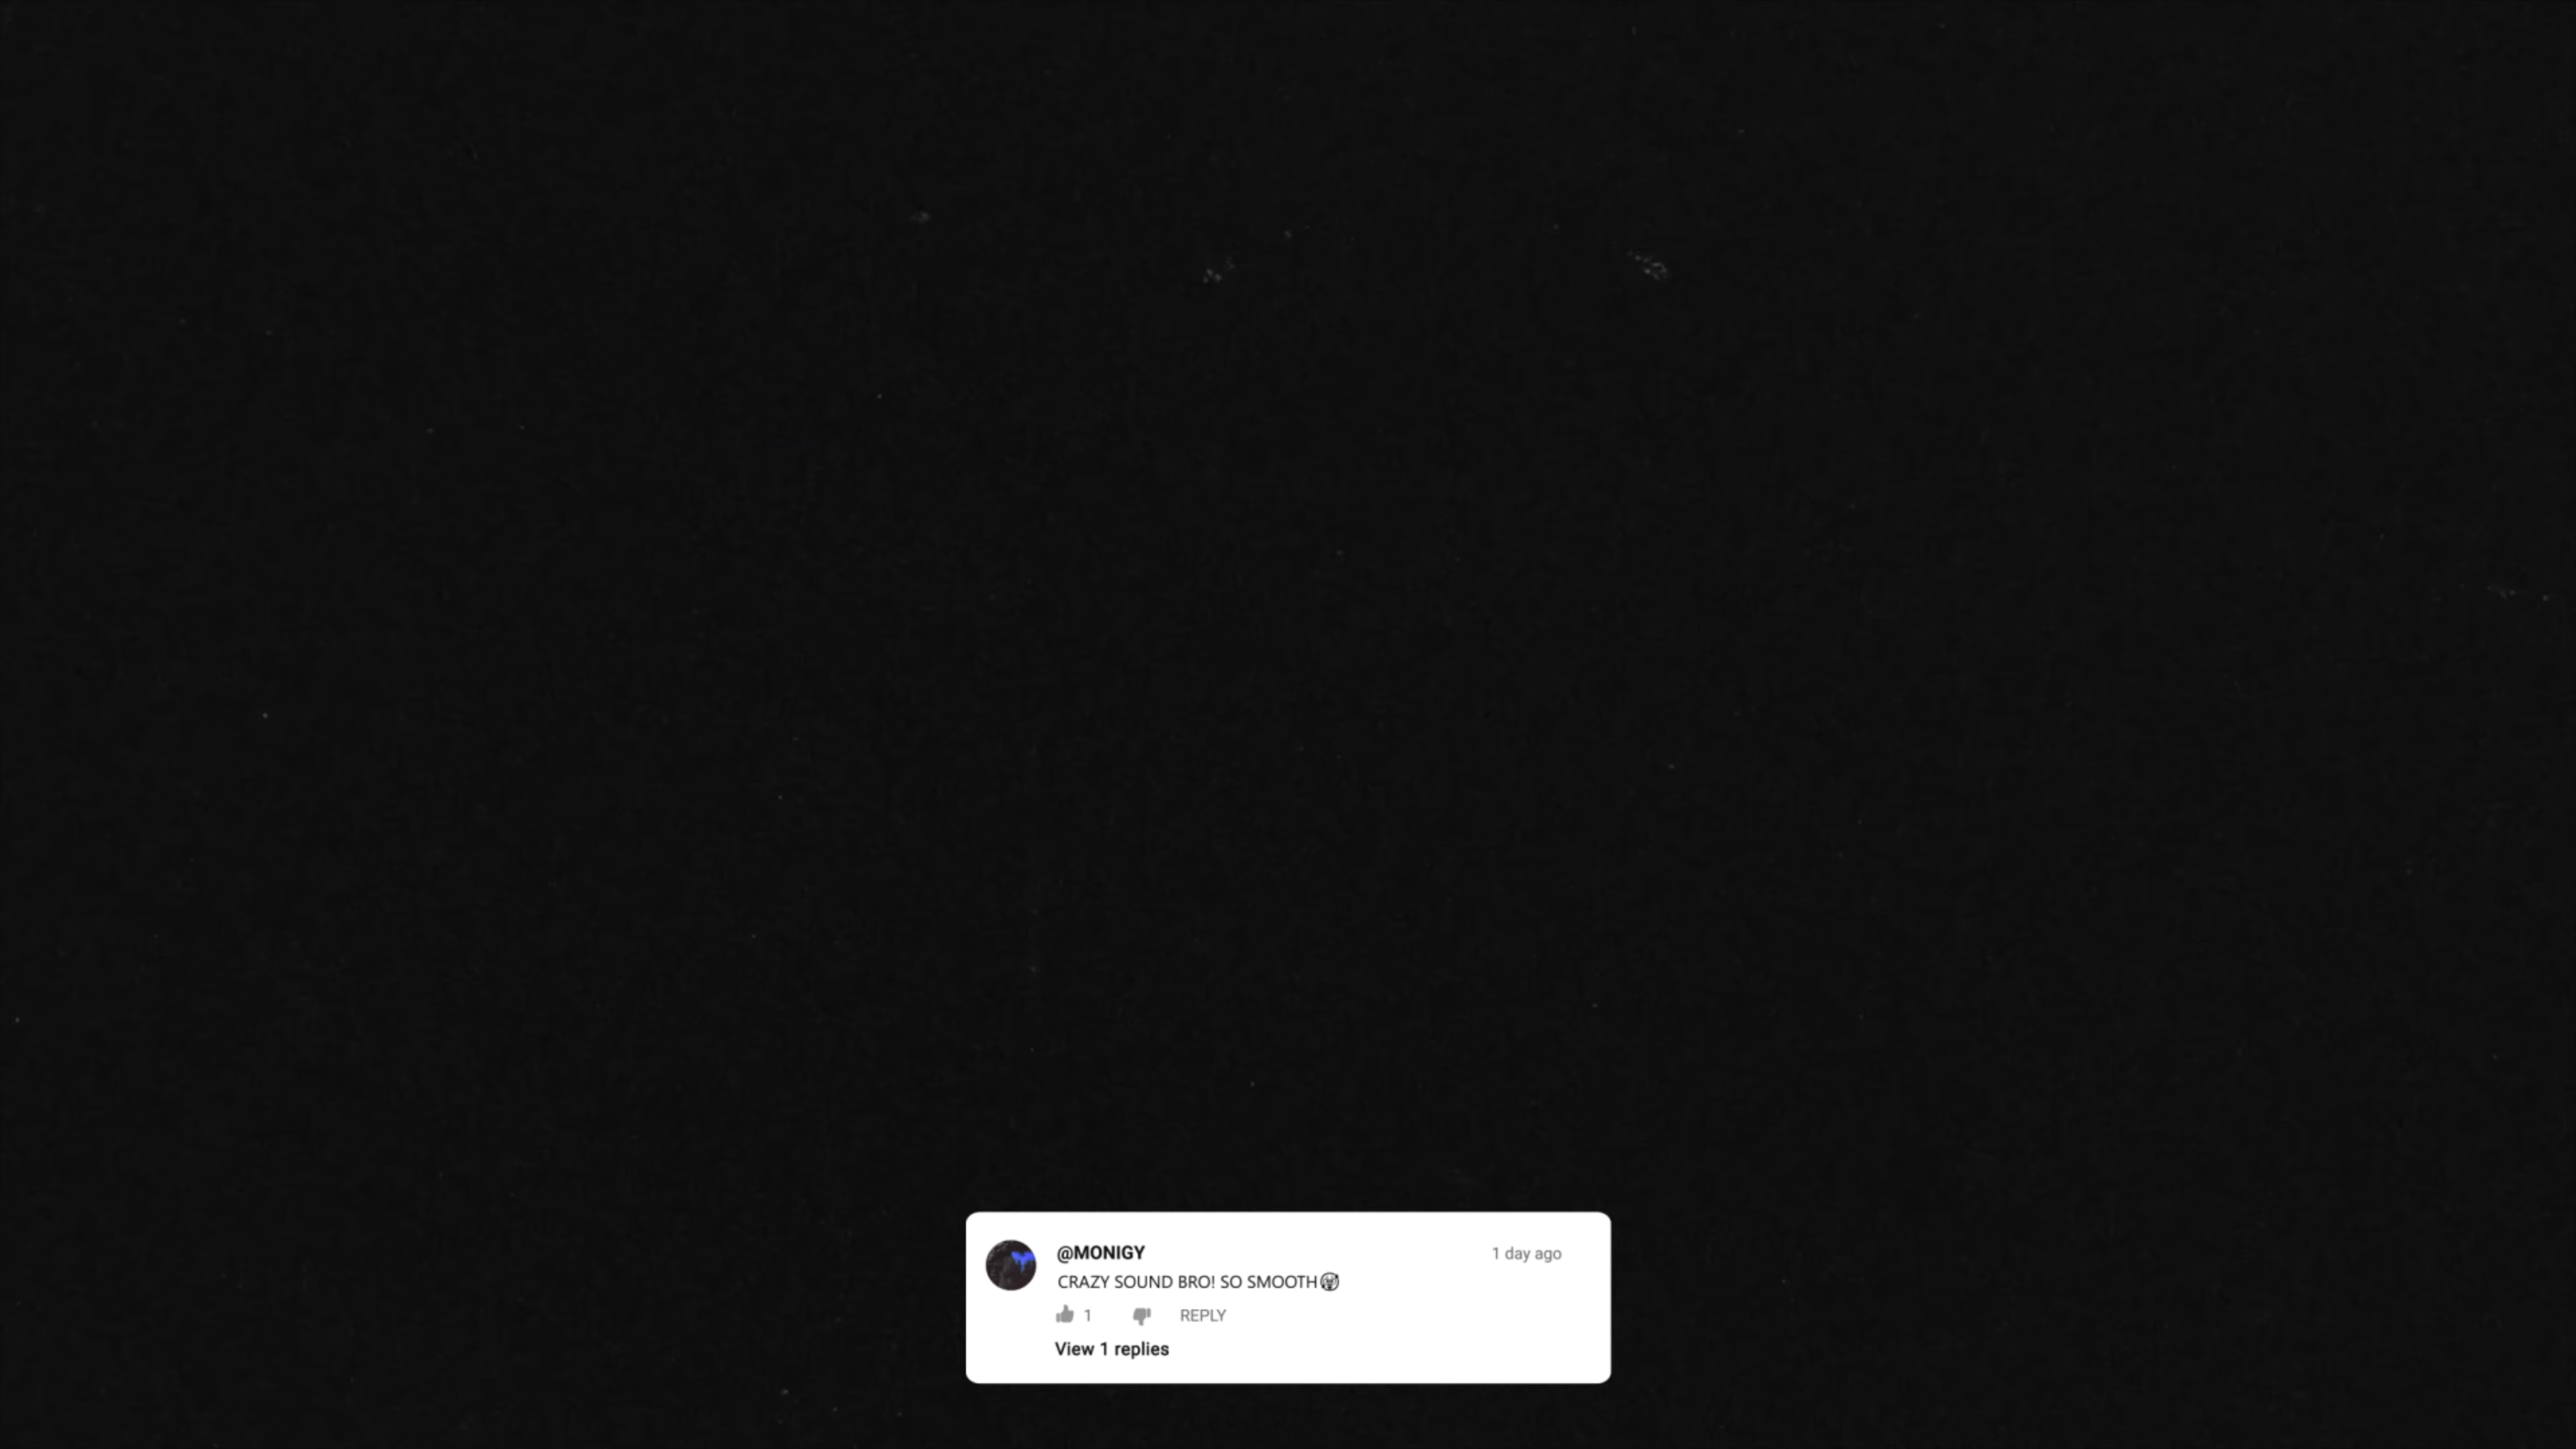 @MONIGY
1 day ago
CRAZY SOUND BRO! SO SMOOTH
1
REPLY
View 1 replies